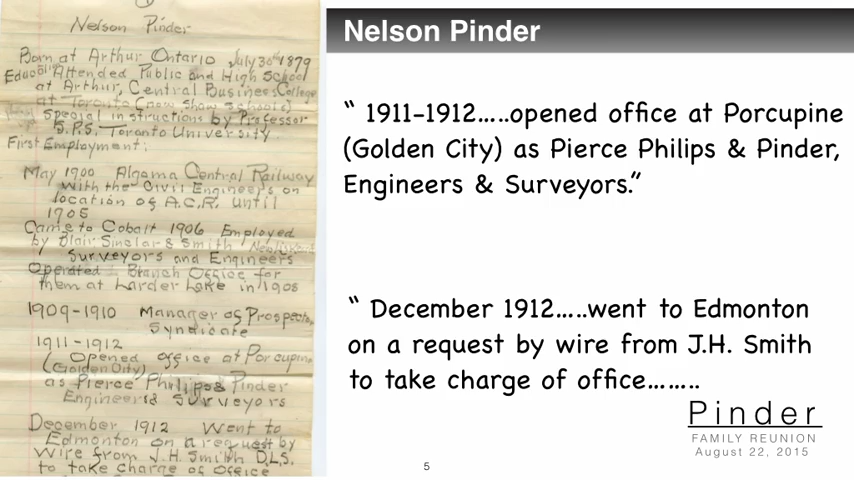 Nelson Pinder
Born at Arthur Ontario July 30th 1879
Attended Public and High School
at Arthur, Central Business College
at Toronto (now Shaw Schools)
Special instructions by Professor
S.P.S. Toronto University
First Employment;
May 1900 Algoma Central Railway
with the Civil Engineers on
location of A.C.R. until
1905
Came to Cobalt 1906 Employed
by Blair Sinclair & Smith
Surveyors and Engineers
Operated Branch Office for
them at Larder Lake in 1908
1909-1910 Manager of Prospectors
Syndicate
1911-1912
Opened office at Porcupine
(Golden City)
as Pierce Philips & Pinder
Engineers & Surveyors
December 1912 Went to
Edmonton on a request by
wire from J.H. Smith D.L.S.
to take charge of Office
Nelson Pinder
“ 1911-1912.....opened office at Porcupine
(Golden City) as Pierce Philips & Pinder,
Engineers & Surveyors.”
“ December 1912.....went to Edmonton
on a request by wire from J.H. Smith
to take charge of office........
Pinder
FAMILY REUNION
August 22, 2015
5